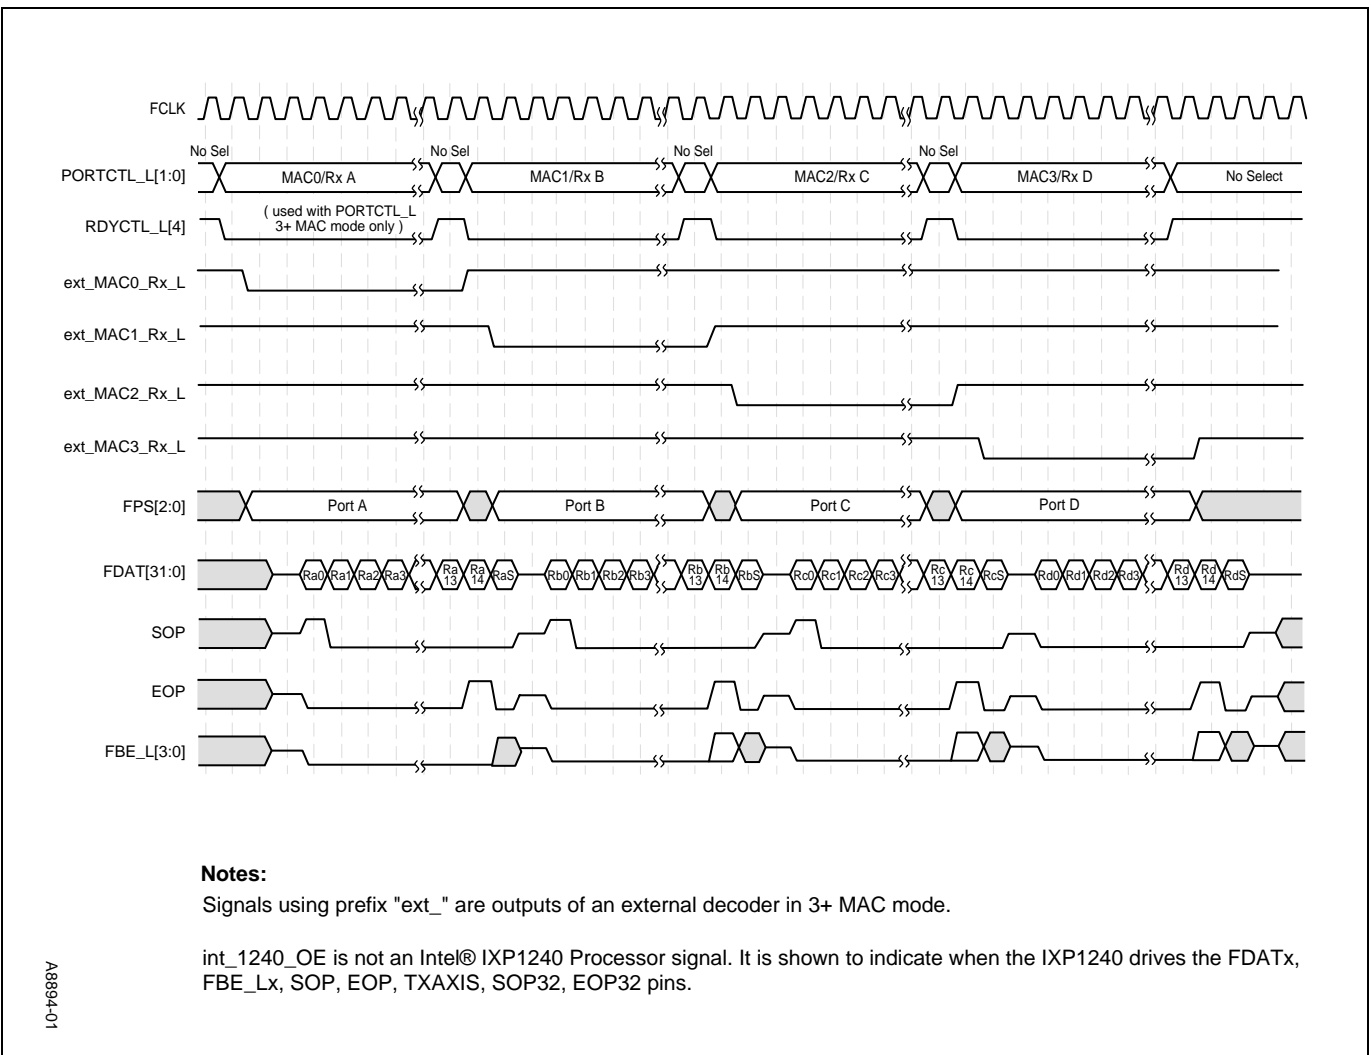 FCLK
No Sel No Sel No Sel No Sel
PORTCTL_L[1:0] MAC0/Rx A MAC1/Rx B MAC2/Rx C MAC3/Rx D No Select
( used with PORTCTL_L
RDYCTL_L[4] 3+ MAC mode only )
ext_MAC0_Rx_L
ext_MAC1_Rx_L
ext_MAC2_Rx_L
ext_MAC3_Rx_L
FPS[2:0] Port A Port B Port C Port D
FDAT[31:0] Ra0 Ra1 Ra2 Ra3 Ra 13 Ra 14 RaS Rb0 Rb1 Rb2 Rb3 Rb 13 Rb 14 RbS Rc0 Rc1 Rc2 Rc3 Rc 13 Rc 14 RcS Rd0 Rd1 Rd2 Rd3 Rd 13 Rd 14 RdS
SOP
EOP
FBE_L[3:0]
Notes:
Signals using prefix "ext_" are outputs of an external decoder in 3+ MAC mode.
int_1240_OE is not an Intel® IXP1240 Processor signal. It is shown to indicate when the IXP1240 drives the FDATx,
FBE_Lx, SOP, EOP, TXAXIS, SOP32, EOP32 pins.
A8894-01